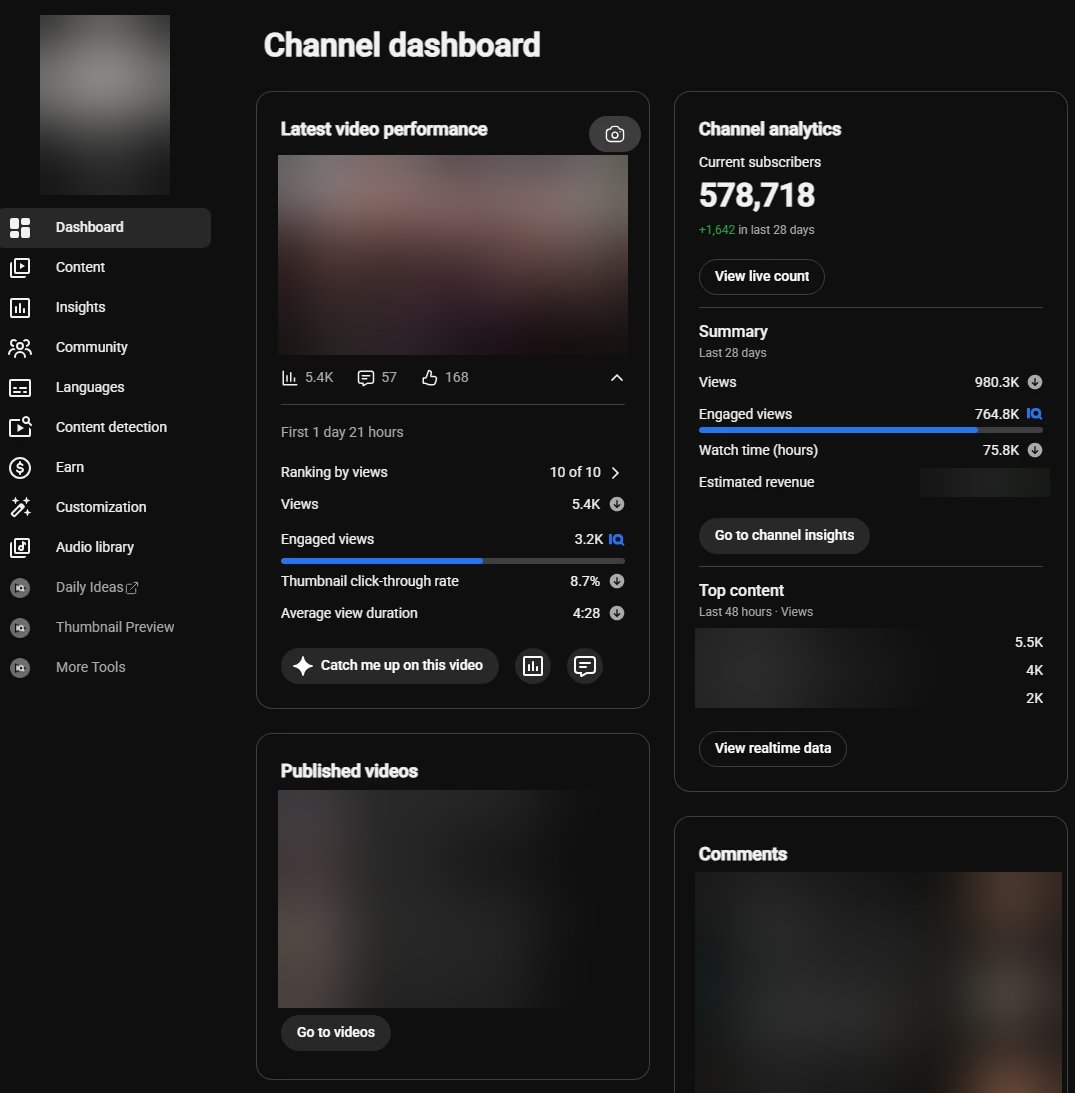 Channel dashboard
Dashboard
Content
Insights
Community
Languages
Content detection
Earn
Customization
Audio library
Daily Ideas
Thumbnail Preview
More Tools
Latest video performance
5.4K 57 168
First 1 day 21 hours
Ranking by views 10 of 10
Views 5.4K
Engaged views 3.2K IQ
Thumbnail click-through rate 8.7%
Average view duration 4:28
Catch me up on this video
Published videos
Go to videos
Channel analytics
Current subscribers
578,718
+1,642 in last 28 days
View live count
Summary
Last 28 days
Views 980.3K
Engaged views 764.8K IQ
Watch time (hours) 75.8K
Estimated revenue
Go to channel insights
Top content
Last 48 hours · Views
5.5K
4K
2K
View realtime data
Comments